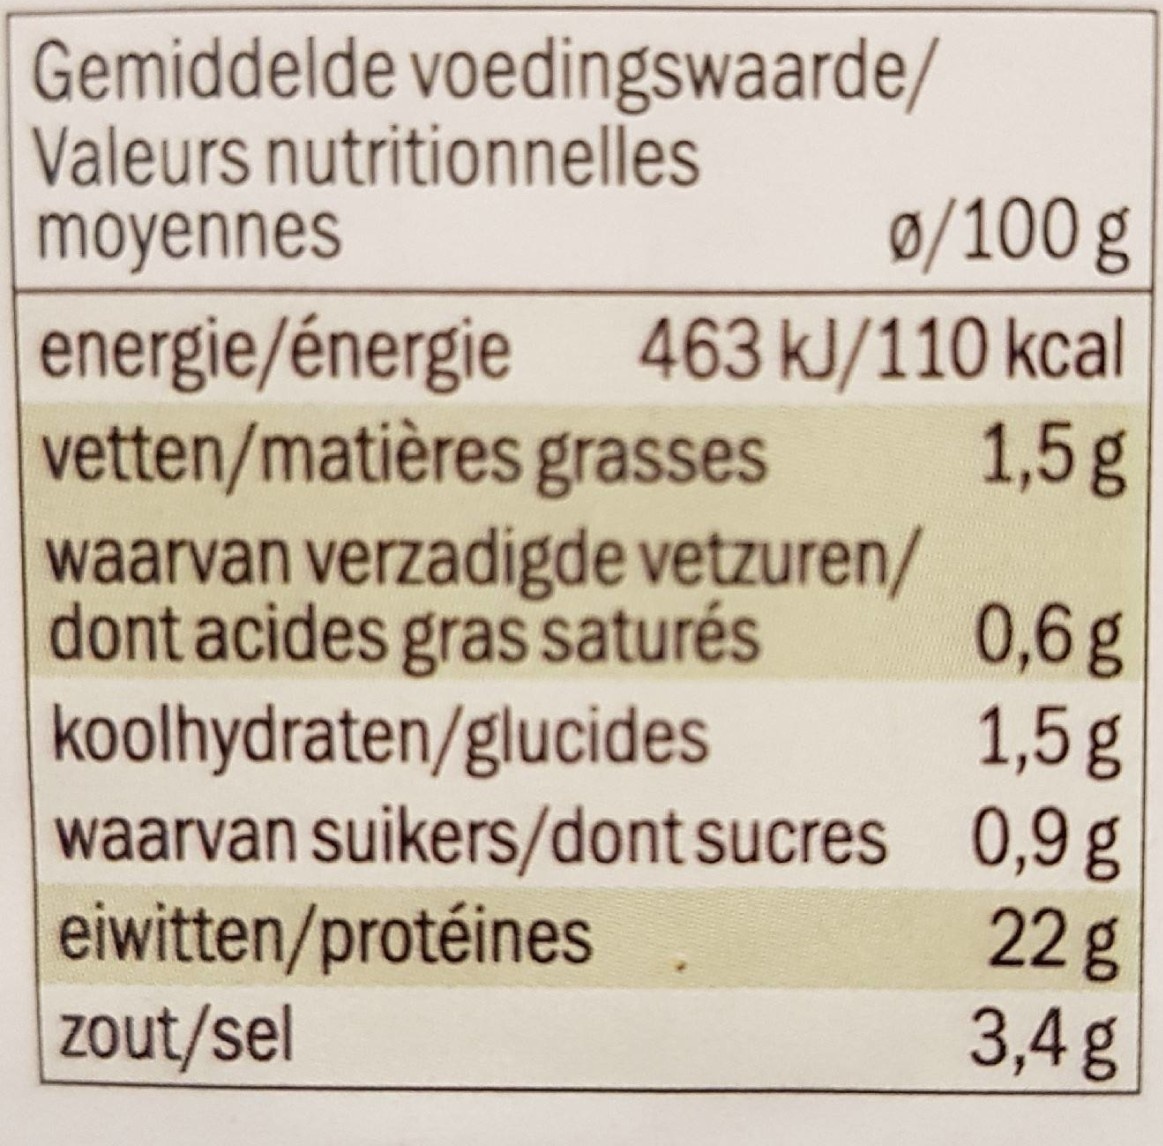 Gemiddelde voedingswaarde/
Valeurs nutritionnelles
moyennes ø/100 g
energie/énergie 463 kJ/110 kcal
vetten/matières grasses 1,5 g
waarvan verzadigde vetzuren/
dont acides gras saturés 0,6 g
koolhydraten/glucides 1,5 g
waarvan suikers/dont sucres 0,9 g
eiwitten/protéines 22 g
zout/sel 3,4 g